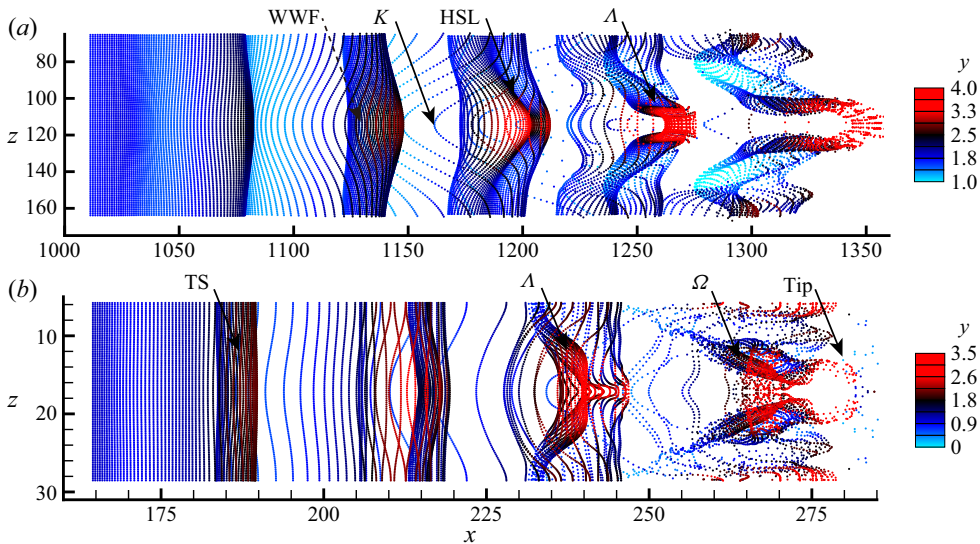 (a) WWF K HSL Λ
z 80 100 120 140 160
1000 1050 1100 1150 1200 1250 1300 1350
y 4.0 3.3 2.5 1.8 1.0
(b) TS Λ Ω Tip
z 10 20 30
175 200 225 250 275
x
y 3.5 2.6 1.8 0.9 0